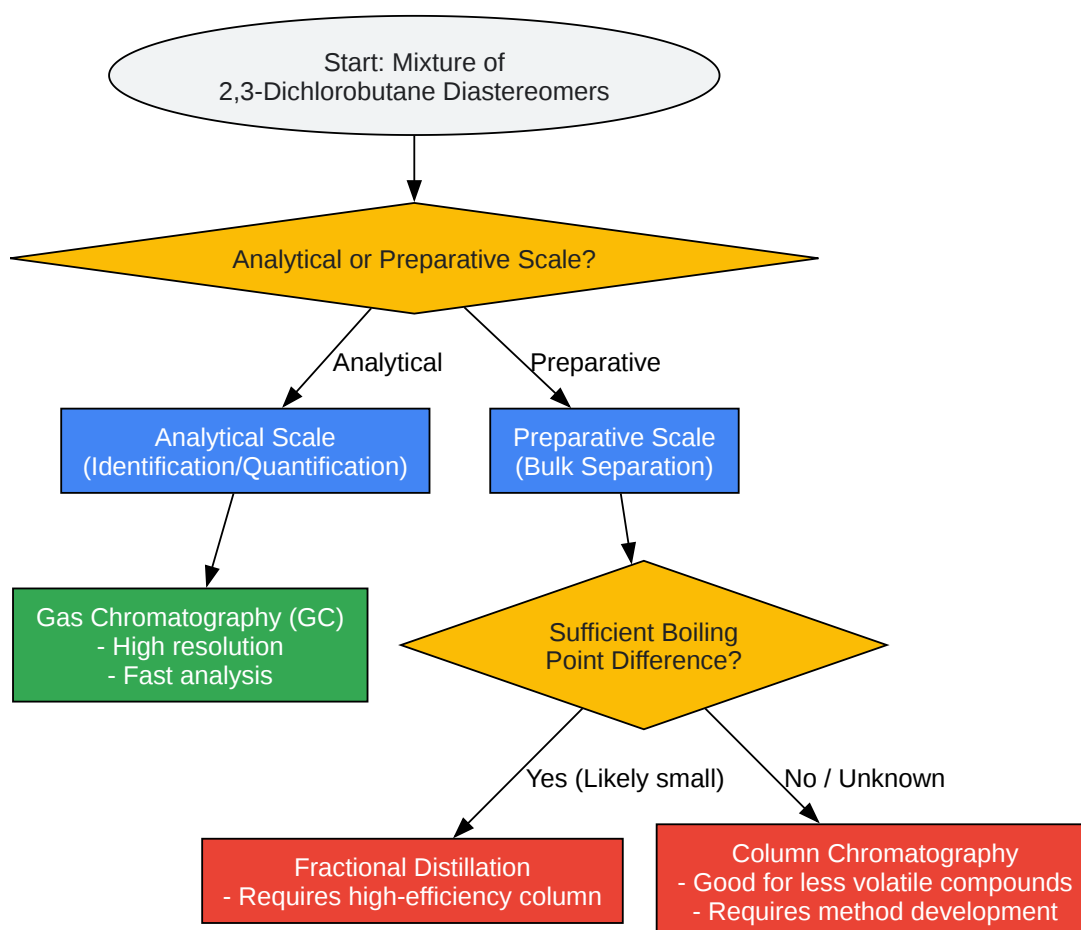 Start: Mixture of
2,3-Dichlorobutane Diastereomers
Analytical or Preparative Scale?
Analytical
Preparative
Analytical Scale
(Identification/Quantification)
Preparative Scale
(Bulk Separation)
Gas Chromatography (GC)
- High resolution
- Fast analysis
Sufficient Boiling
Point Difference?
Yes (Likely small)
No / Unknown
Fractional Distillation
- Requires high-efficiency column
Column Chromatography
- Good for less volatile compounds
- Requires method development